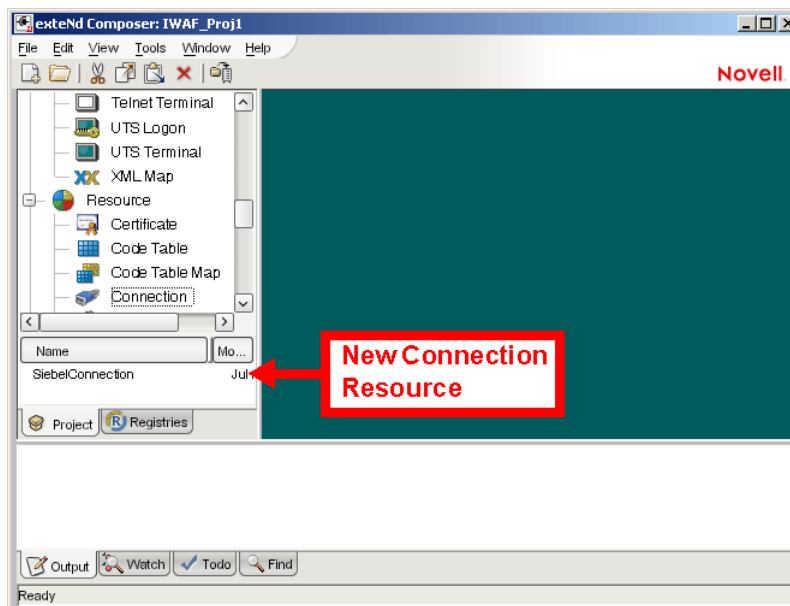 exteNd Composer: IWAF_Proj1
File Edit View Tools Window Help
Novell.
Telnet Terminal
UTS Logon
UTS Terminal
XML Map
Resource
Certificate
Code Table
Code Table Map
Connection
Name Mo...
SiebelConnection Jul
New Connection
Resource
Project Registries
Output Watch Todo Find
Ready